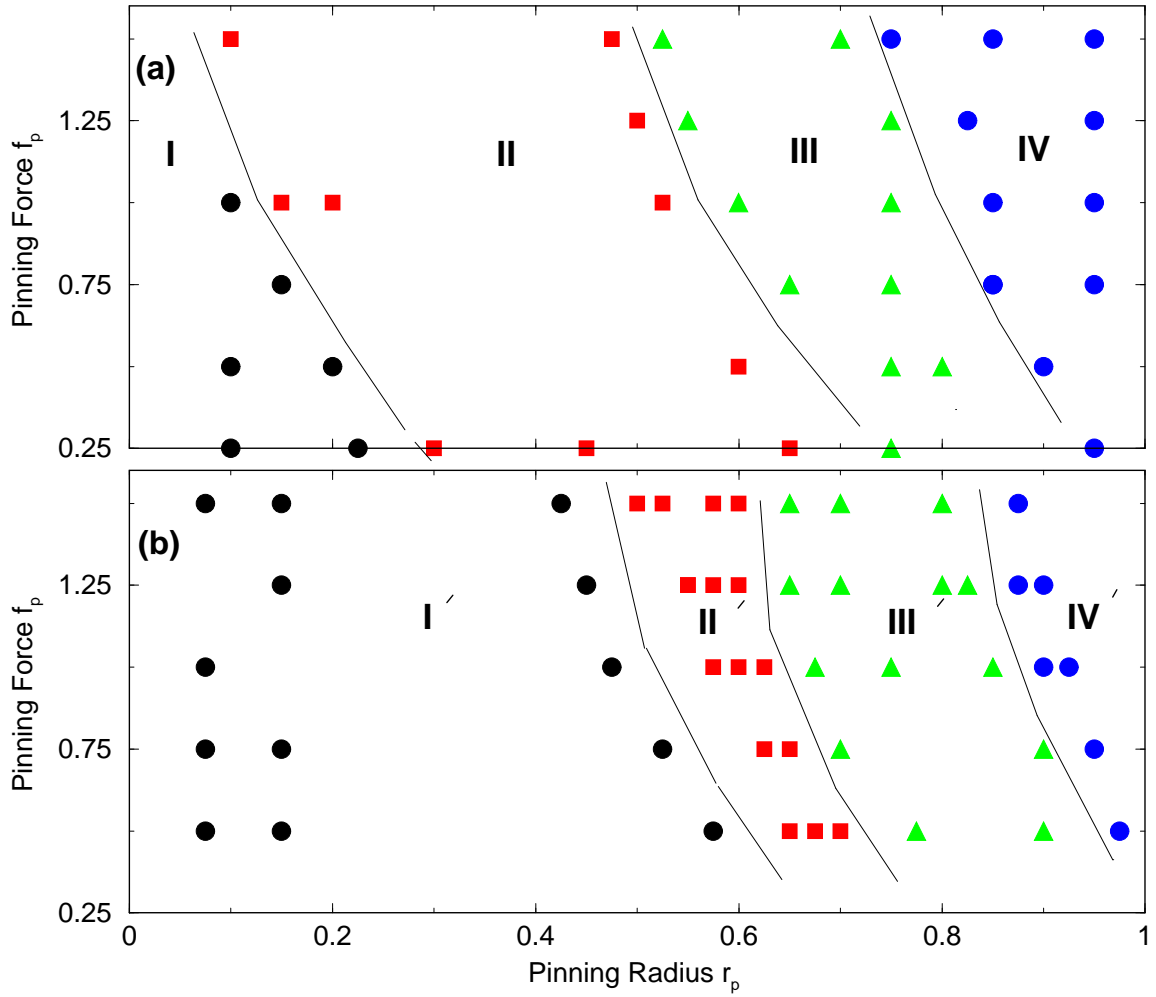 (a)
I
II
III
IV
1.25
0.75
0.25
Pinning Force f_p
(b)
I′
II′
III′
IV′
1.25
0.75
0.25
Pinning Force f_p
0 0.2 0.4 0.6 0.8 1
Pinning Radius r_p